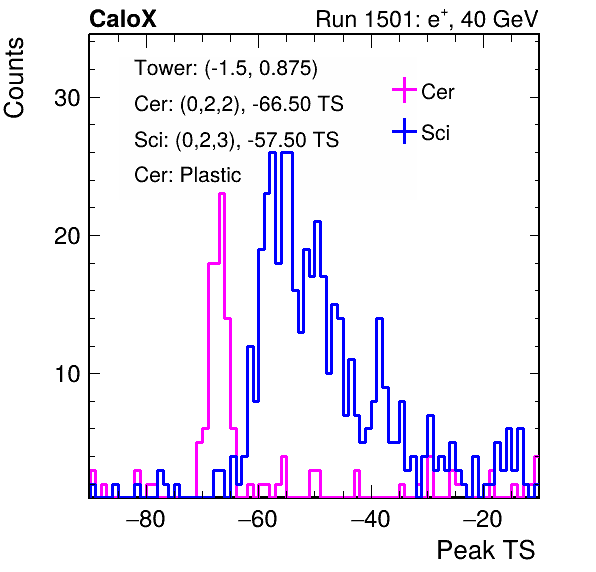 CaloX Run 1501: e⁺, 40 GeV
Counts
Tower: (-1.5, 0.875)
Cer: (0,2,2), -66.50 TS
Sci: (0,2,3), -57.50 TS
Cer: Plastic
Cer
Sci
30
20
10
−80 −60 −40 −20
Peak TS